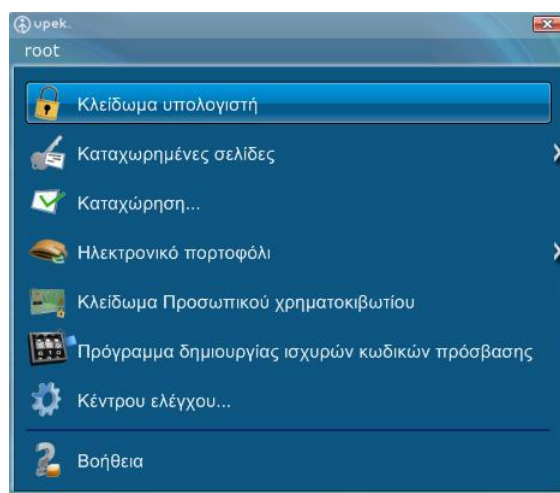 upek.
root
Κλείδωμα υπολογιστή
Καταχωρημένες σελίδες
Καταχώρηση...
Ηλεκτρονικό πορτοφόλι
Κλείδωμα Προσωπικού χρηματοκιβωτίου
Πρόγραμμα δημιουργίας ισχυρών κωδικών πρόσβασης
Κέντρου ελέγχου...
Βοήθεια